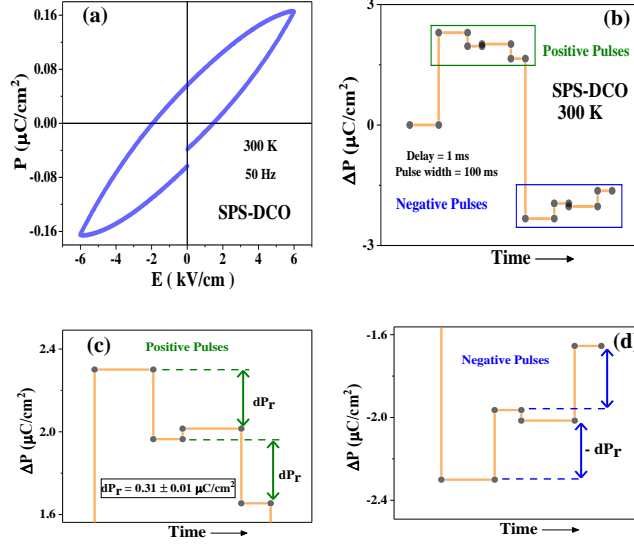 (a)
P (µC/cm²)
0.16
0.08
0.00
-0.08
-0.16
300 K
50 Hz
SPS-DCO
-6 -4 -2 0 2 4 6
E ( kV/cm)
(b)
ΔP (µC/cm²)
3
0
-3
Positive Pulses
SPS-DCO
300 K
Delay = 1 ms
Pulse width = 100 ms
Negative Pulses
Time
(c)
Positive Pulses
ΔP (µC/cm²)
2.4
2.0
1.6
dPr
dPr
dPr = 0.31 ± 0.01 µC/cm²
Time
(d)
Negative Pulses
ΔP (µC/cm²)
-1.6
-2.0
-2.4
- dPr
Time